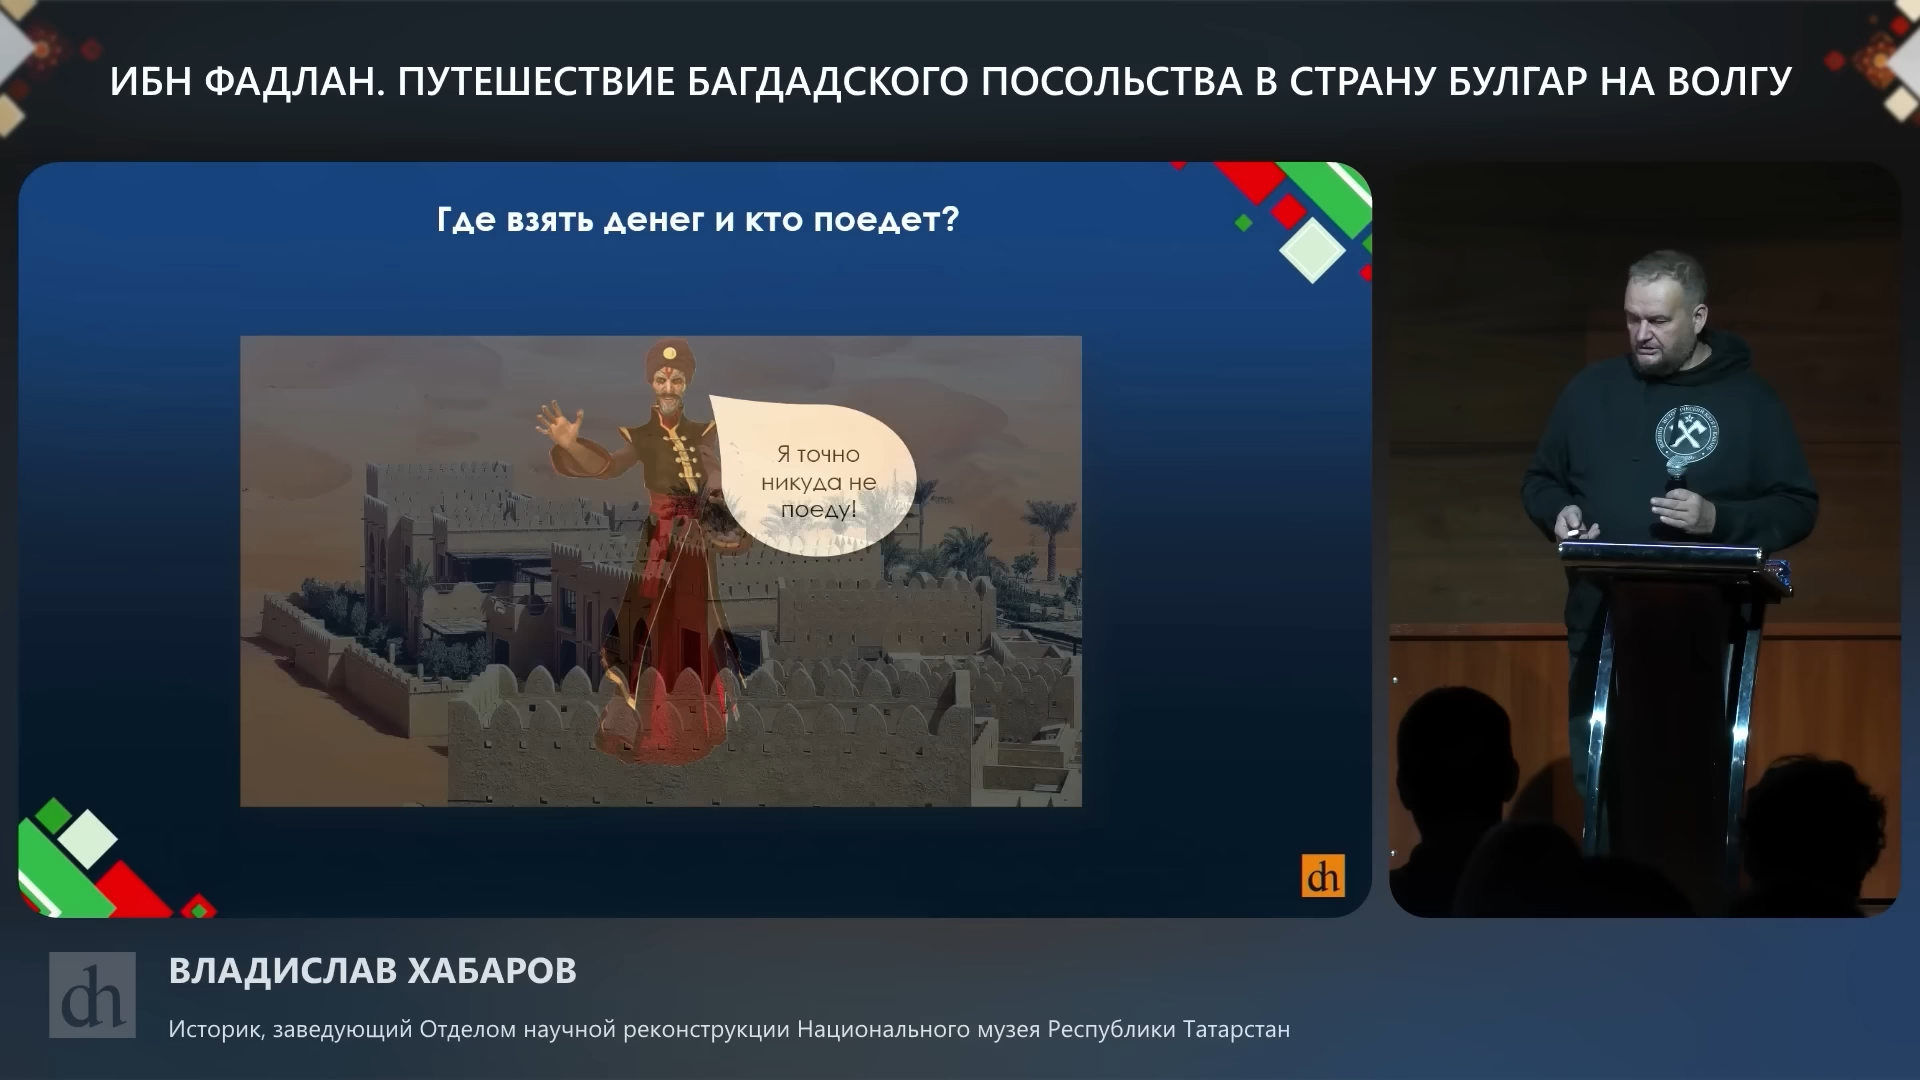 ИБН ФАДЛАН. ПУТЕШЕСТВИЕ БАГДАДСКОГО ПОСОЛЬСТВА В СТРАНУ БУЛГАР НА ВОЛГУ
Где взять денег и кто поедет?
Я точно
никуда не
поеду!
dh
dh
ВЛАДИСЛАВ ХАБАРОВ
Историк, заведующий Отделом научной реконструкции Национального музея Республики Татарстан